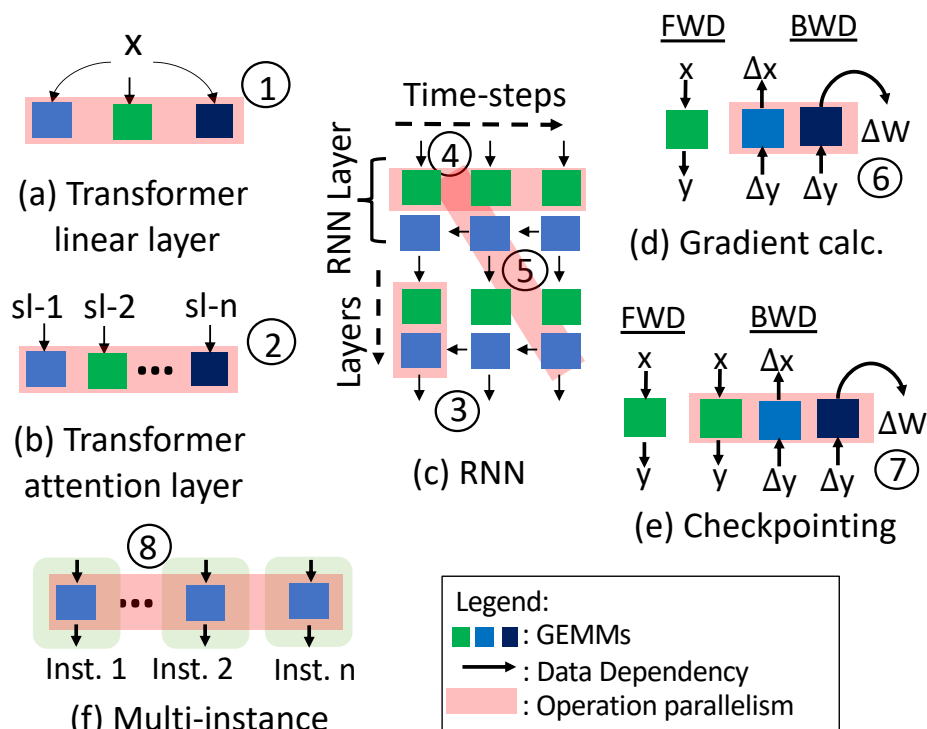 x
①
(a) Transformer
linear layer
sl-1 sl-2 sl-n
②
•••
(b) Transformer
attention layer
⑧
•••
Inst. 1 Inst. 2 Inst. n
(f) Multi-instance
Time-steps
④
RNN Layer
⑤
Layers
③
(c) RNN
FWD BWD
x Δx
ΔW
y Δy Δy
⑥
(d) Gradient calc.
FWD BWD
x x Δx
ΔW
y y Δy Δy
⑦
(e) Checkpointing
Legend:
: GEMMs
: Data Dependency
: Operation parallelism